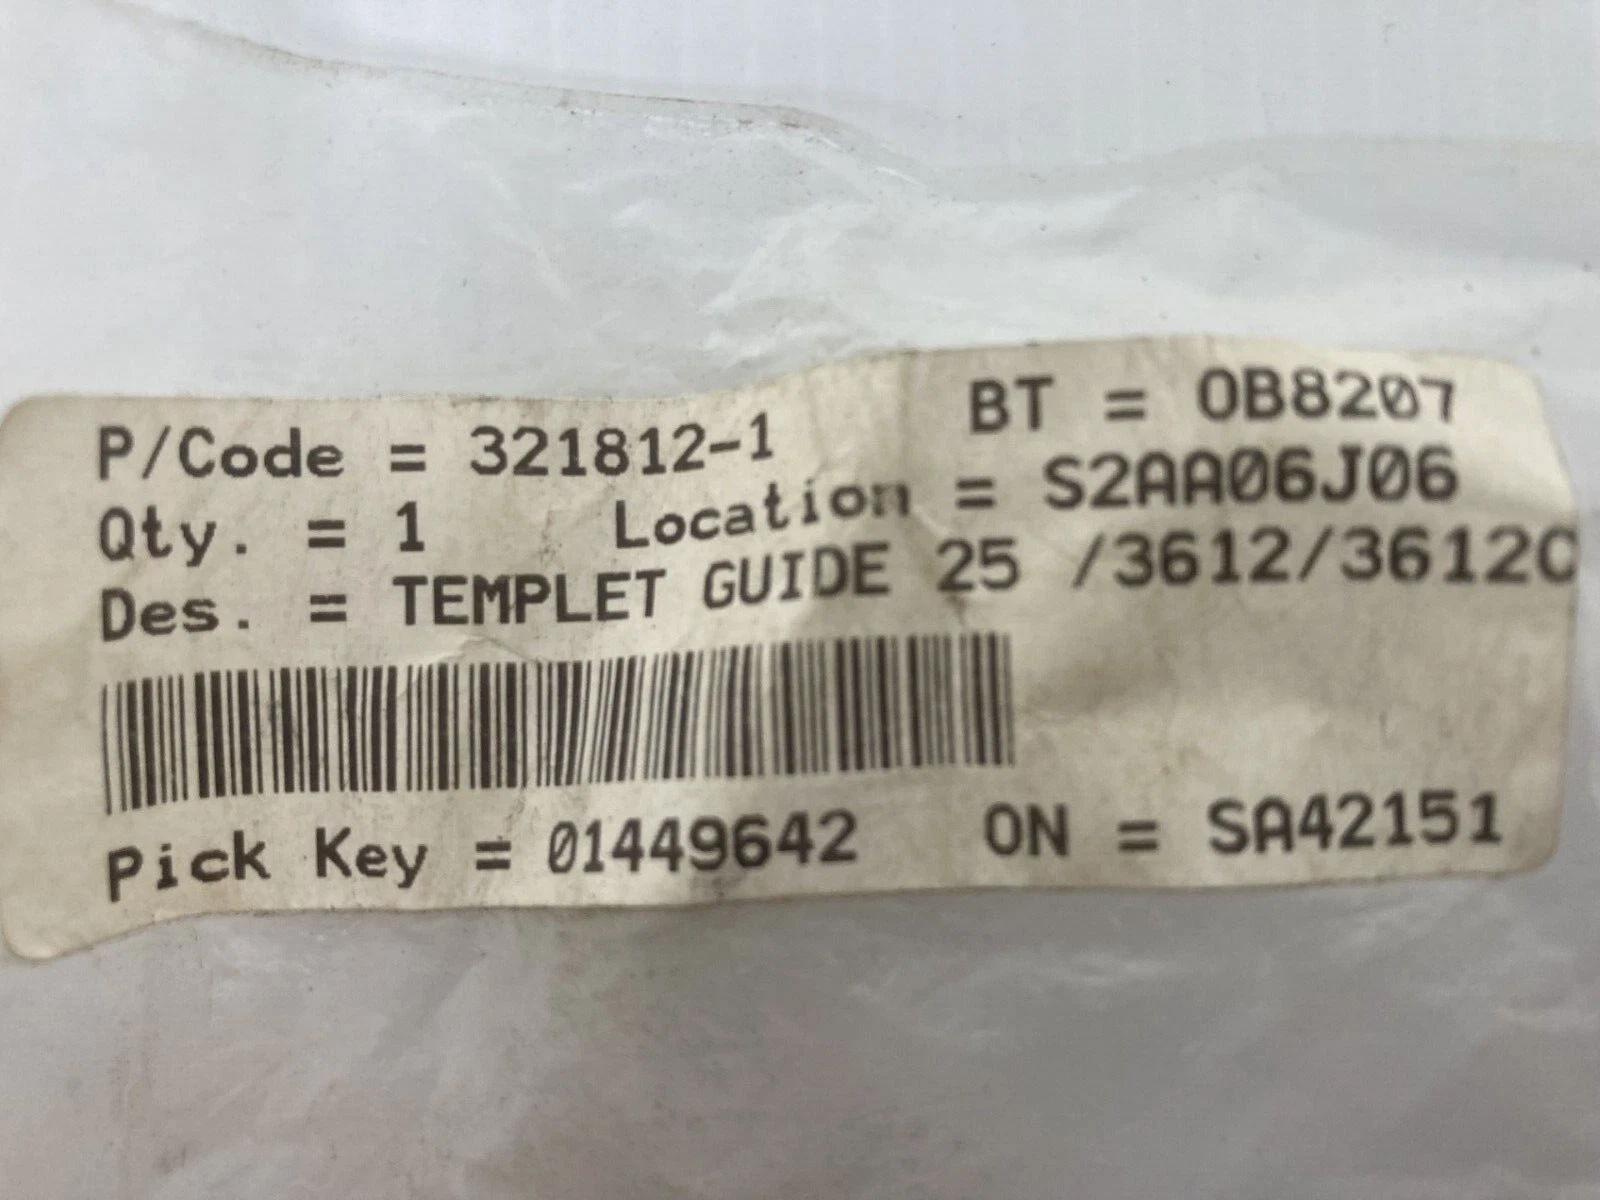 P/Code = 321812-1 BT = OB8207
Qty. = 1 Location = S2AA06J06
Des. = TEMPLET GUIDE 25 /3612/3612C
Pick Key = 01449642 ON = SA42151